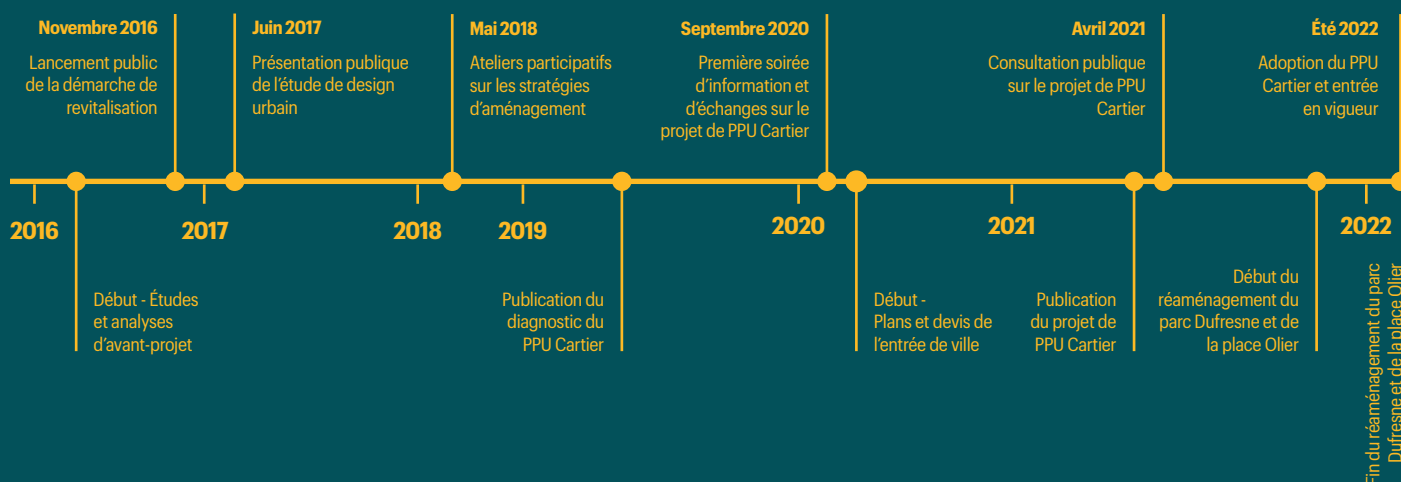 Novembre 2016
Lancement public
de la démarche de
revitalisation
Juin 2017
Présentation publique
de l'étude de design
urbain
Mai 2018
Ateliers participatifs
sur les stratégies
d'aménagement
Septembre 2020
Première soirée
d'information et
d'échanges sur le
projet de PPU Cartier
Avril 2021
Consultation publique
sur le projet de PPU
Cartier
Été 2022
Adoption du PPU
Cartier et entrée
en vigueur
2016
2017
2018
2019
2020
2021
2022
Début - Études
et analyses
d'avant-projet
Publication du
diagnostic du
PPU Cartier
Début -
Plans et devis de
l'entrée de ville
Publication
du projet de
PPU Cartier
Début du
réaménagement du
parc Dufresne et de
la place Olier
Fin du réaménagement du parc
Dufresne et de la place Olier